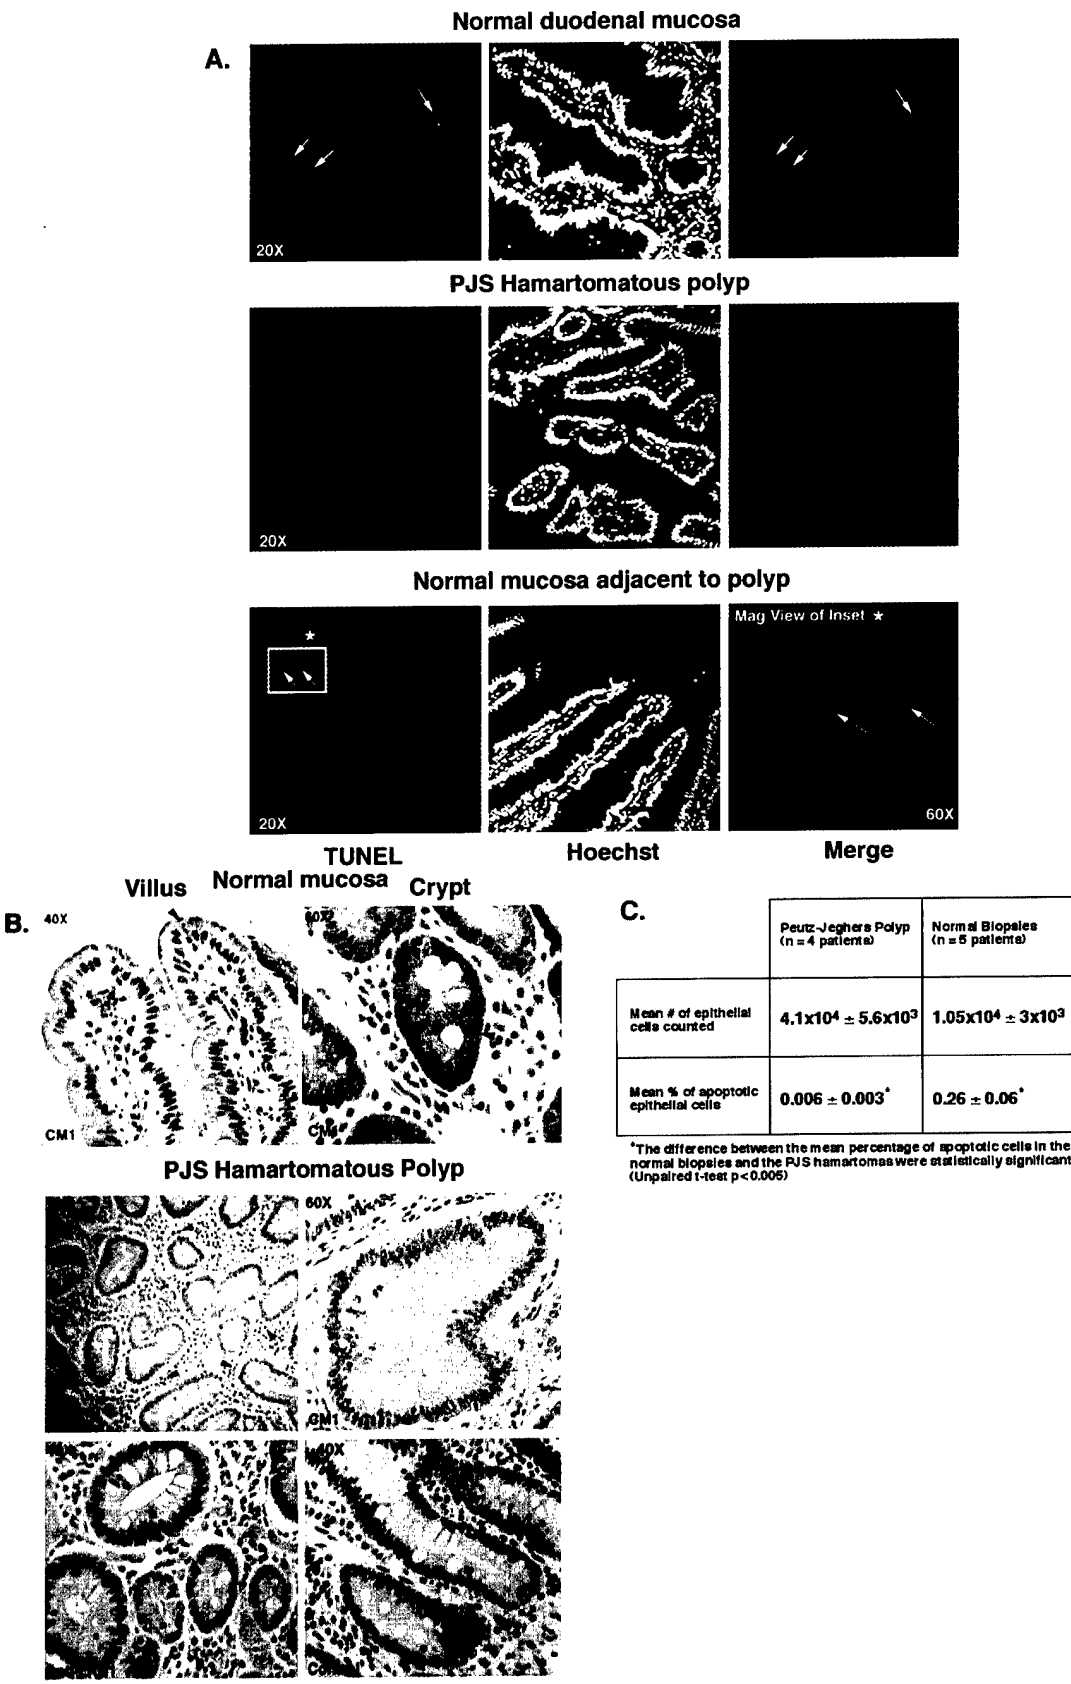 Normal duodenal mucosa
A.
20X
PJS Hamartomatous polyp
20X
Normal mucosa adjacent to polyp
Mag View of Inset ★
★
20X
60X
TUNEL
Hoechst
Merge
Normal mucosa
Villus
Crypt
B.
40X
60X
CM1
PJS Hamartomatous Polyp
60X
CM1
40X
C.
Peutz-Jeghers Polyp
(n = 4 patients)
Normal Biopsies
(n = 5 patients)
Mean # of epithelial
cells counted
4.1x10⁴ ± 5.6x10³
1.05x10⁴ ± 3x10³
Mean % of apoptotic
epithelial cells
0.006 ± 0.003*
0.26 ± 0.06*
*The difference between the mean percentage of apoptotic cells in the
normal biopsies and the PJS hamartomas were statistically significant
(Unpaired t-test p<0.005)